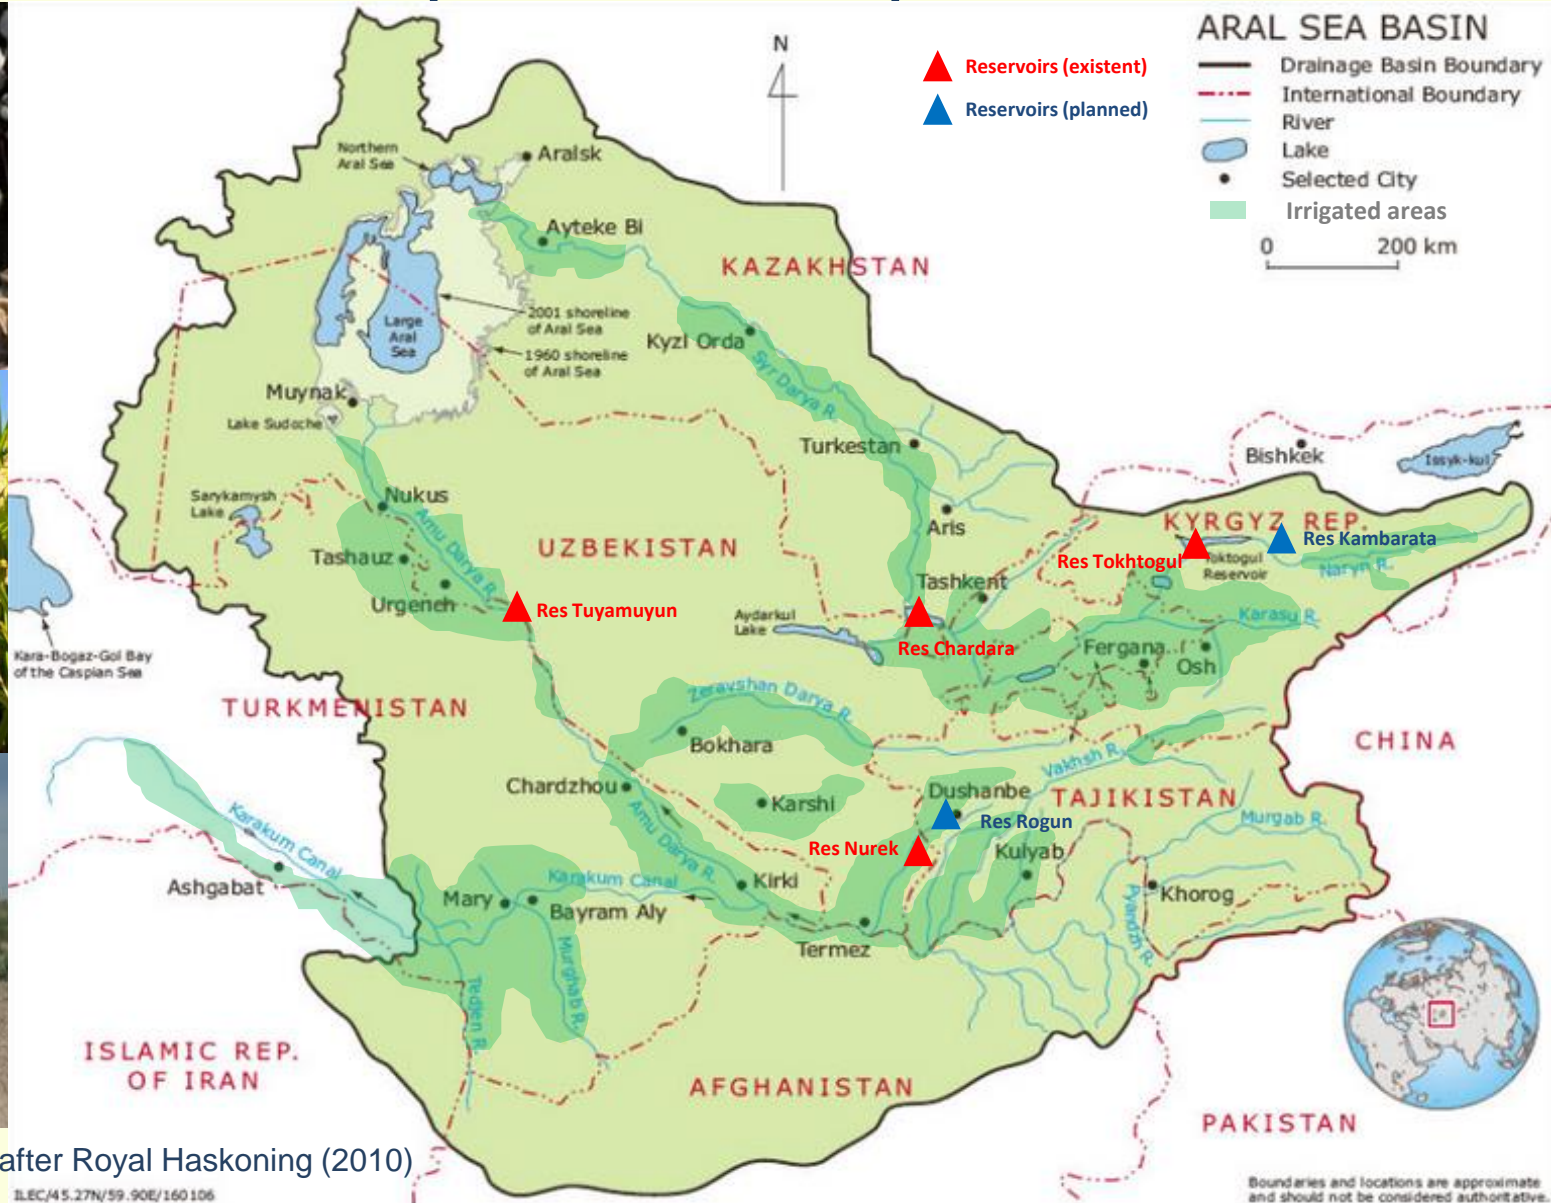 ARAL SEA BASIN
Drainage Basin Boundary
International Boundary
River
Lake
Selected City
Irrigated areas
0 200 km
Reservoirs (existent)
Reservoirs (planned)
N
Northern
Aral Sea
Aralsk
Ayteke Bi
KAZAKHSTAN
2001 shoreline
of Aral Sea
Large
Aral
Sea
1960 shoreline
of Aral Sea
Kyzl Orda
Syr Darya R.
Muynak
Lake Sudoche
Turkestan
Bishkek
Issyk-kul
Sarykamysh
Lake
Nukus
Amu Darya R.
Aris
KYRGYZ REP.
Res Kambarata
UZBEKISTAN
Tashauz
Res Tokhtogul
Toktogul
Reservoir
Naryn R.
Tashkent
Urgench
Res Tuyamuyun
Aydarkul
Lake
Karasu R.
Res Chardara
Fergana
Osh
Kara-Bogaz-Gol Bay
of the Caspian Sea
TURKMENISTAN
Zeravshan Darya R.
Bokhara
CHINA
Vakhsh R.
Chardzhou
Karshi
Dushanbe
TAJIKISTAN
Res Rogun
Murgab R.
Karakum Canal
Amu Darya R.
Res Nurek
Kulyab
Ashgabat
Mary
Karakum Canal
Kirki
Bayram Aly
Khorog
Pyandzh R.
Termez
Murghab R.
Tedjen R.
ISLAMIC REP.
OF IRAN
AFGHANISTAN
PAKISTAN
after Royal Haskoning (2010)
ILEC/45.27N/59.90E/160106
Boundaries and locations are approximate
and should not be considered authoritative.